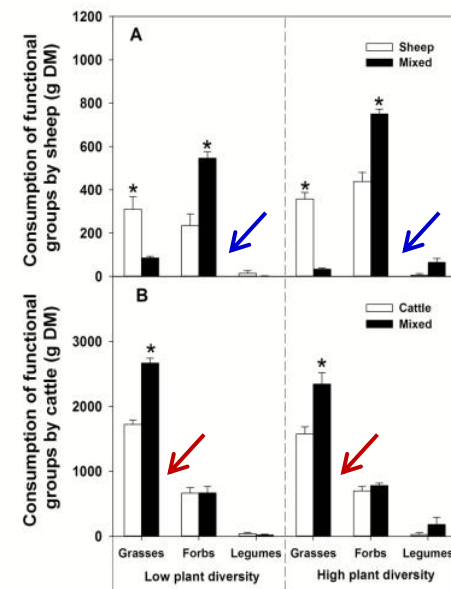 Consumption of functional
groups by sheep (g DM)
1200
1000
800
600
400
200
0
A
Sheep
Mixed
*
*
*
*
Consumption of functional
groups by cattle (g DM)
3000
2000
1000
0
B
Cattle
Mixed
*
*
Grasses Forbs Legumes Grasses Forbs Legumes
Low plant diversity High plant diversity